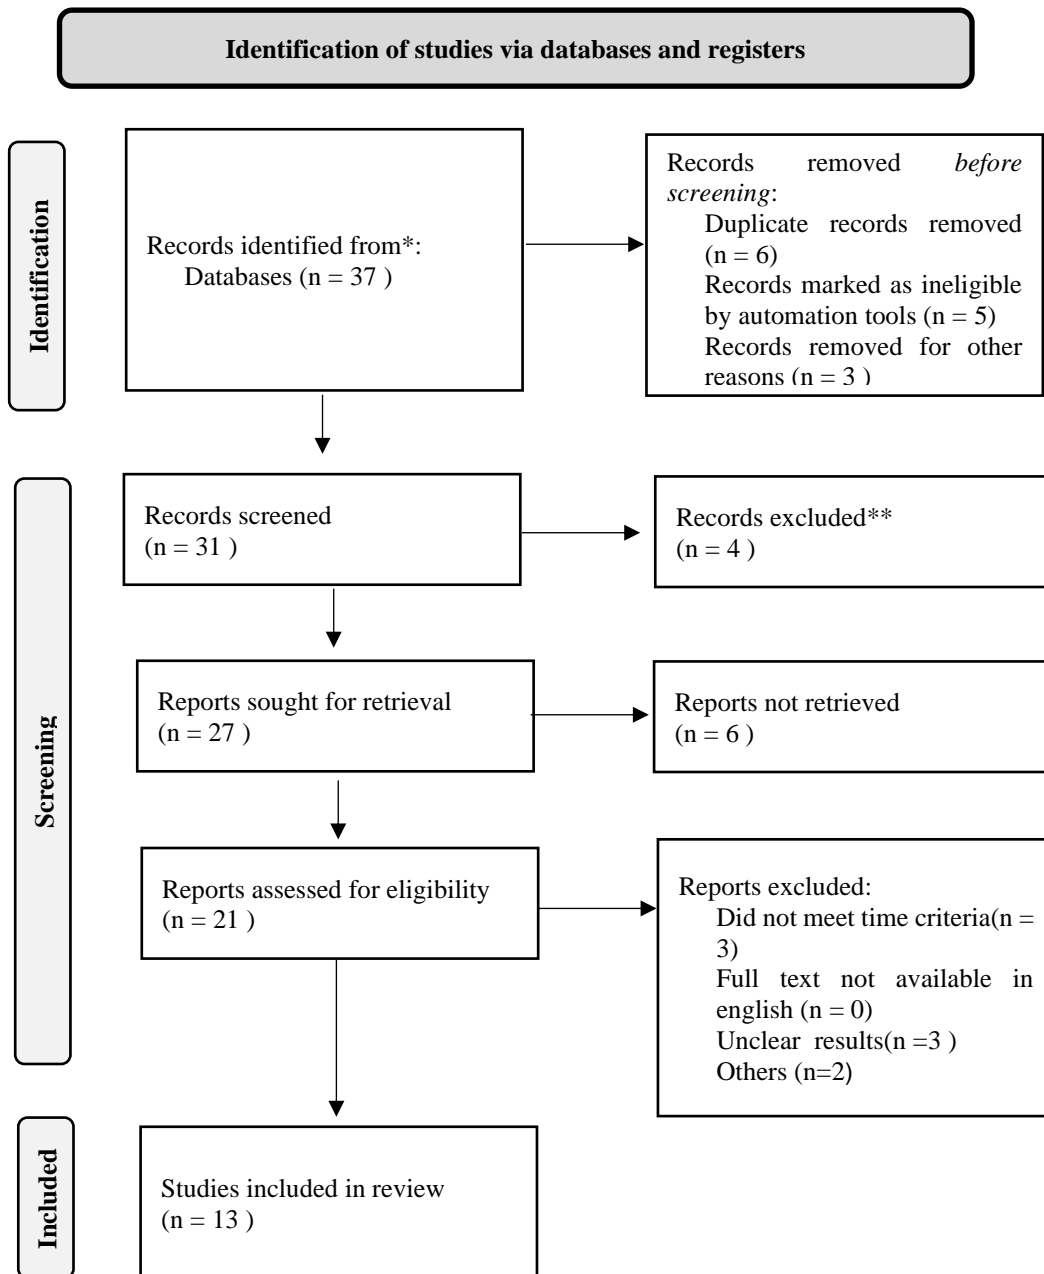 Identification of studies via databases and registers
Identification
Records identified from*:
Databases (n = 37 )
Records removed before
screening:
Duplicate records removed
(n = 6)
Records marked as ineligible
by automation tools (n = 5)
Records removed for other
reasons (n = 3 )
Screening
Records screened
(n = 31 )
Records excluded**
(n = 4 )
Reports sought for retrieval
(n = 27 )
Reports not retrieved
(n = 6 )
Reports assessed for eligibility
(n = 21 )
Reports excluded:
Did not meet time criteria(n =
3)
Full text not available in
english (n = 0)
Unclear results(n =3 )
Others (n=2)
Included
Studies included in review
(n = 13 )